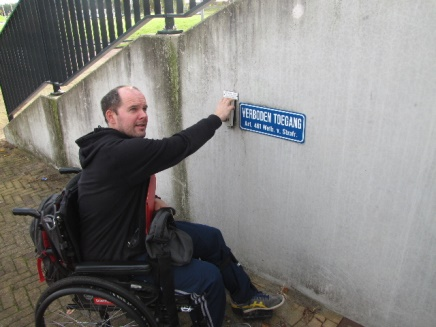 VERBODEN TOEGANG
Art. 461 Wetb. v. Strafr.